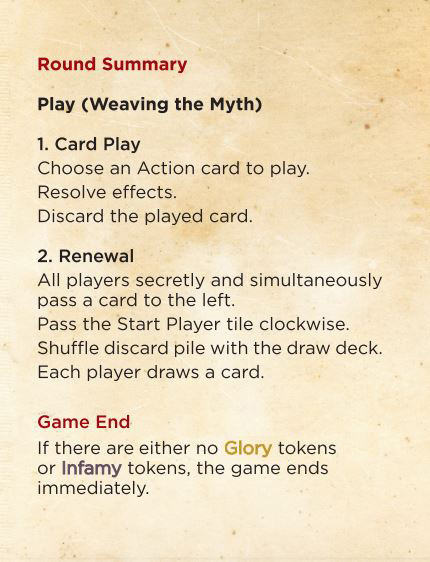 Round Summary
Play (Weaving the Myth)
1. Card Play
Choose an Action card to play.
Resolve effects.
Discard the played card.
2. Renewal
All players secretly and simultaneously
pass a card to the left.
Pass the Start Player tile clockwise.
Shuffle discard pile with the draw deck.
Each player draws a card.
Game End
If there are either no Glory tokens
or Infamy tokens, the game ends
immediately.